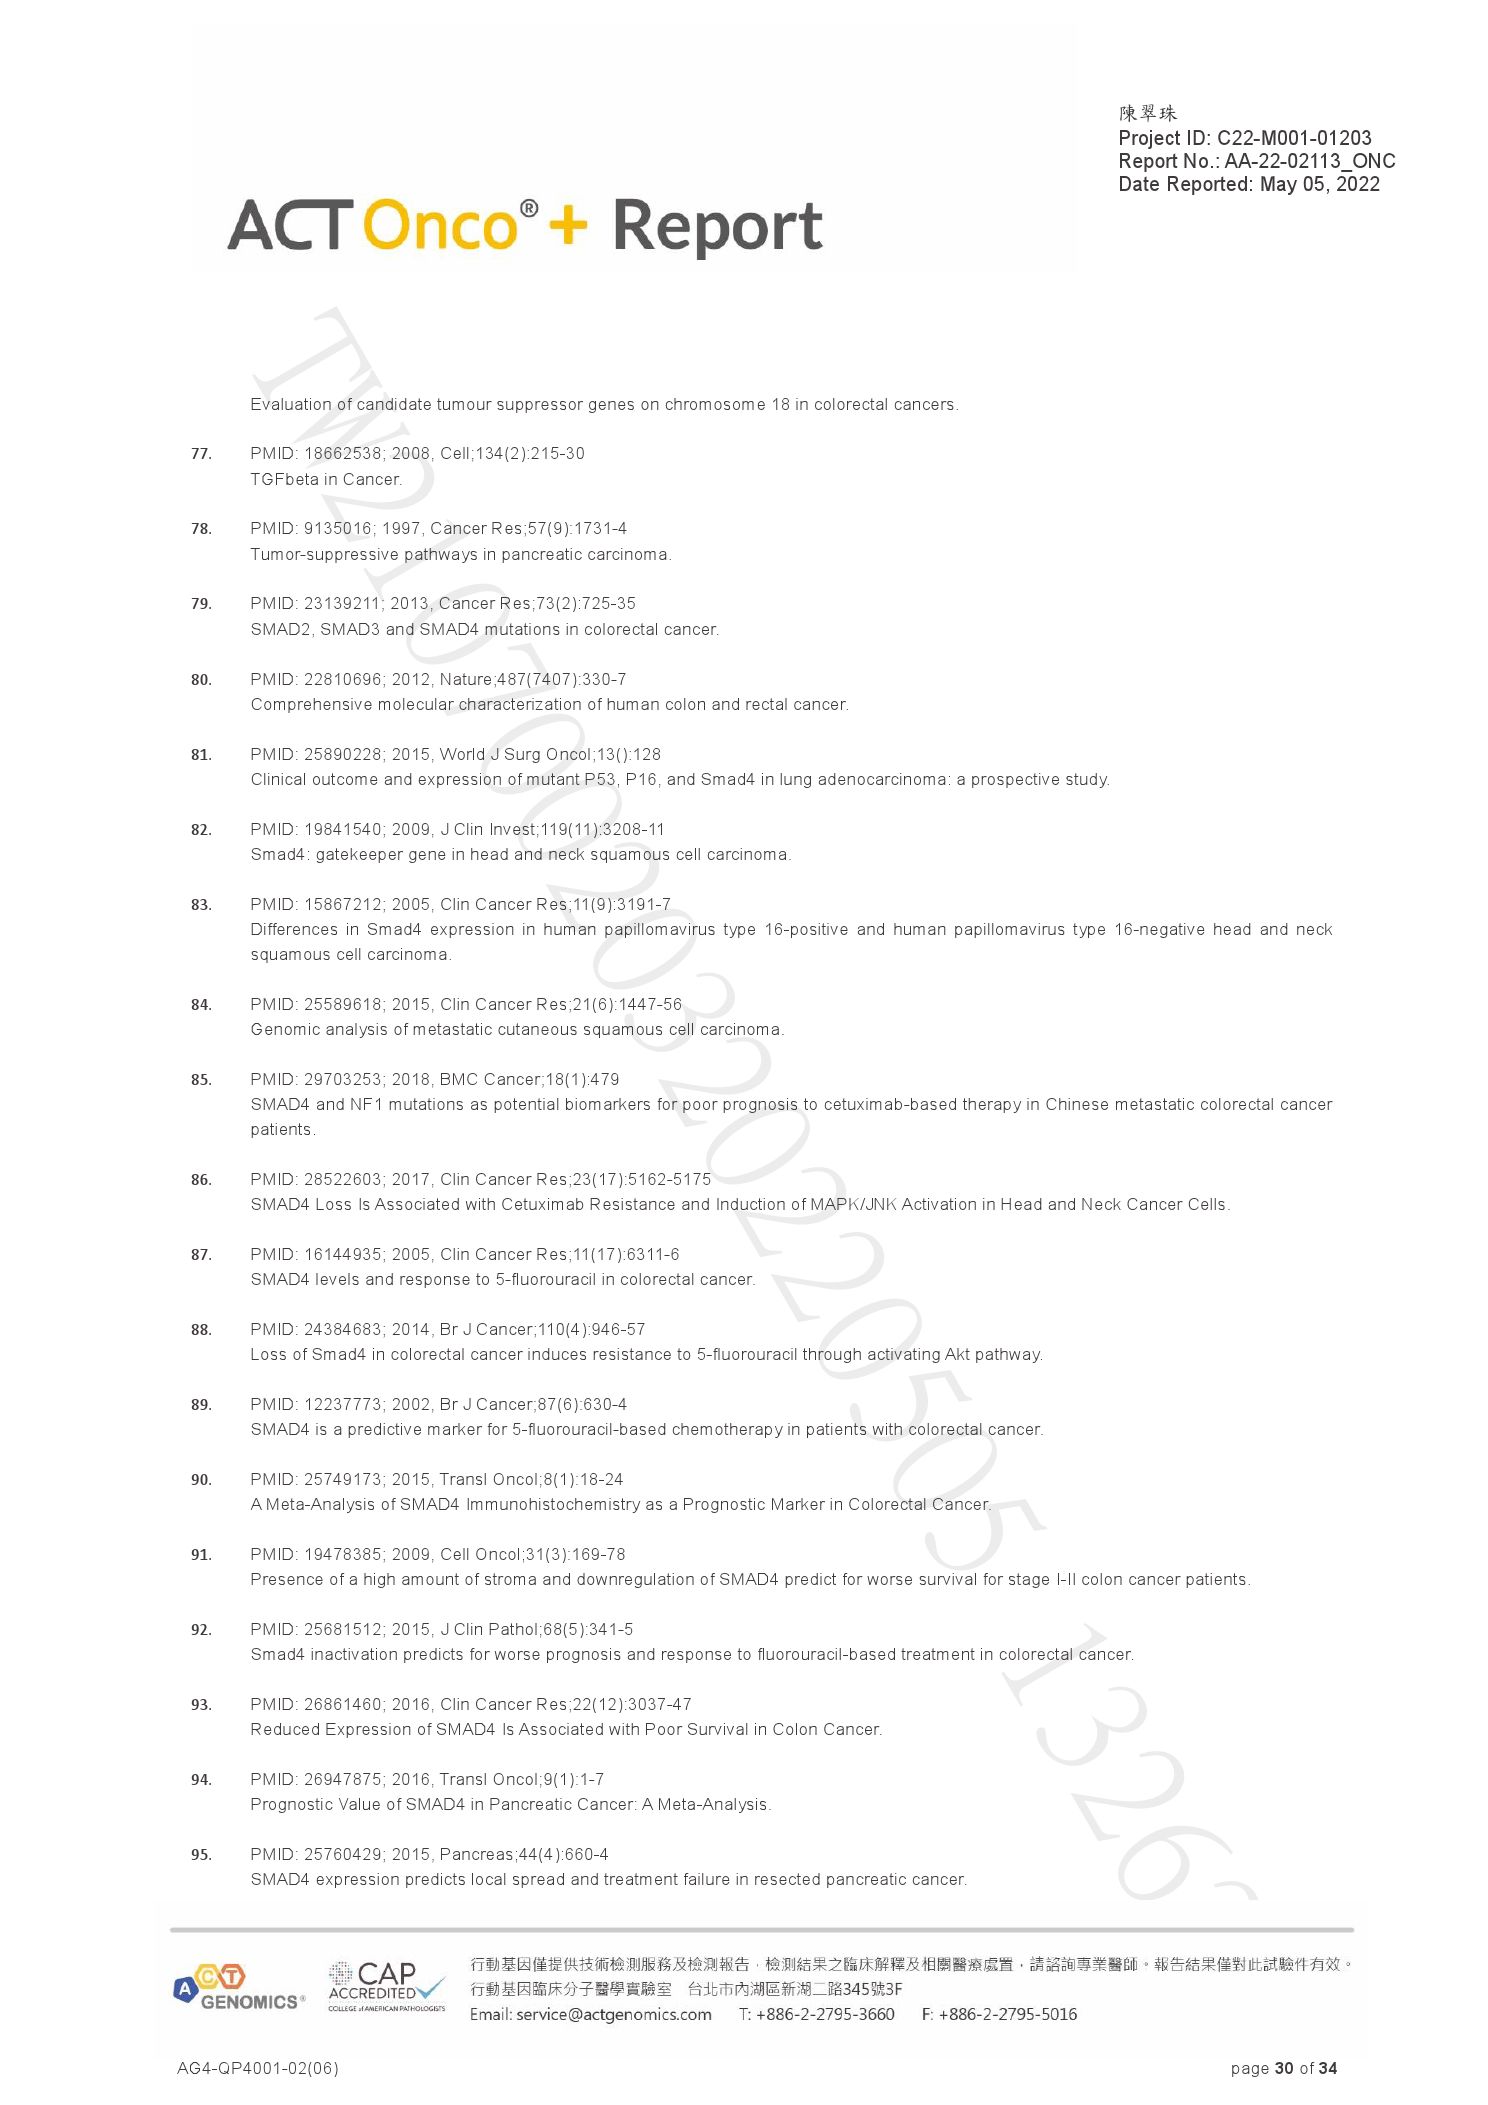 陳翠珠
Project ID: C22-M001-01203
Report No.: AA-22-02113_ONC
Date Reported: May 05, 2022
ACTOnco®+ Report
Evaluation of candidate tumour suppressor genes on chromosome 18 in colorectal cancers.
77. PMID: 18662538; 2008, Cell;134(2):215-30
TGFbeta in Cancer.
78. PMID: 9135016; 1997, Cancer Res;57(9):1731-4
Tumor-suppressive pathways in pancreatic carcinoma.
79. PMID: 23139211; 2013, Cancer Res;73(2):725-35
SMAD2, SMAD3 and SMAD4 mutations in colorectal cancer.
80. PMID: 22810696; 2012, Nature;487(7407):330-7
Comprehensive molecular characterization of human colon and rectal cancer.
81. PMID: 25890228; 2015, World J Surg Oncol;13():128
Clinical outcome and expression of mutant P53, P16, and Smad4 in lung adenocarcinoma: a prospective study.
82. PMID: 19841540; 2009, J Clin Invest;119(11):3208-11
Smad4: gatekeeper gene in head and neck squamous cell carcinoma.
83. PMID: 15867212; 2005, Clin Cancer Res;11(9):3191-7
Differences in Smad4 expression in human papillomavirus type 16-positive and human papillomavirus type 16-negative head and neck
squamous cell carcinoma.
84. PMID: 25589618; 2015, Clin Cancer Res;21(6):1447-56
Genomic analysis of metastatic cutaneous squamous cell carcinoma.
85. PMID: 29703253; 2018, BMC Cancer;18(1):479
SMAD4 and NF1 mutations as potential biomarkers for poor prognosis to cetuximab-based therapy in Chinese metastatic colorectal cancer
patients.
86. PMID: 28522603; 2017, Clin Cancer Res;23(17):5162-5175
SMAD4 Loss Is Associated with Cetuximab Resistance and Induction of MAPK/JNK Activation in Head and Neck Cancer Cells.
87. PMID: 16144935; 2005, Clin Cancer Res;11(17):6311-6
SMAD4 levels and response to 5-fluorouracil in colorectal cancer.
88. PMID: 24384683; 2014, Br J Cancer;110(4):946-57
Loss of Smad4 in colorectal cancer induces resistance to 5-fluorouracil through activating Akt pathway.
89. PMID: 12237773; 2002, Br J Cancer;87(6):630-4
SMAD4 is a predictive marker for 5-fluorouracil-based chemotherapy in patients with colorectal cancer.
90. PMID: 25749173; 2015, Transl Oncol;8(1):18-24
A Meta-Analysis of SMAD4 Immunohistochemistry as a Prognostic Marker in Colorectal Cancer.
91. PMID: 19478385; 2009, Cell Oncol;31(3):169-78
Presence of a high amount of stroma and downregulation of SMAD4 predict for worse survival for stage I-II colon cancer patients.
92. PMID: 25681512; 2015, J Clin Pathol;68(5):341-5
Smad4 inactivation predicts for worse prognosis and response to fluorouracil-based treatment in colorectal cancer.
93. PMID: 26861460; 2016, Clin Cancer Res;22(12):3037-47
Reduced Expression of SMAD4 Is Associated with Poor Survival in Colon Cancer.
94. PMID: 26947875; 2016, Transl Oncol;9(1):1-7
Prognostic Value of SMAD4 in Pancreatic Cancer: A Meta-Analysis.
95. PMID: 25760429; 2015, Pancreas;44(4):660-4
SMAD4 expression predicts local spread and treatment failure in resected pancreatic cancer.
ACT GENOMICS®
CAP ACCREDITED
COLLEGE of AMERICAN PATHOLOGISTS
行動基因僅提供技術檢測服務及檢測報告，檢測結果之臨床解釋及相關醫療處置，請諮詢專業醫師。報告結果僅對此試驗件有效。
行動基因臨床分子醫學實驗室 台北市內湖區新湖二路345號3F
Email: service@actgenomics.com T: +886-2-2795-3660 F: +886-2-2795-5016
AG4-QP4001-02(06)
page 30 of 34